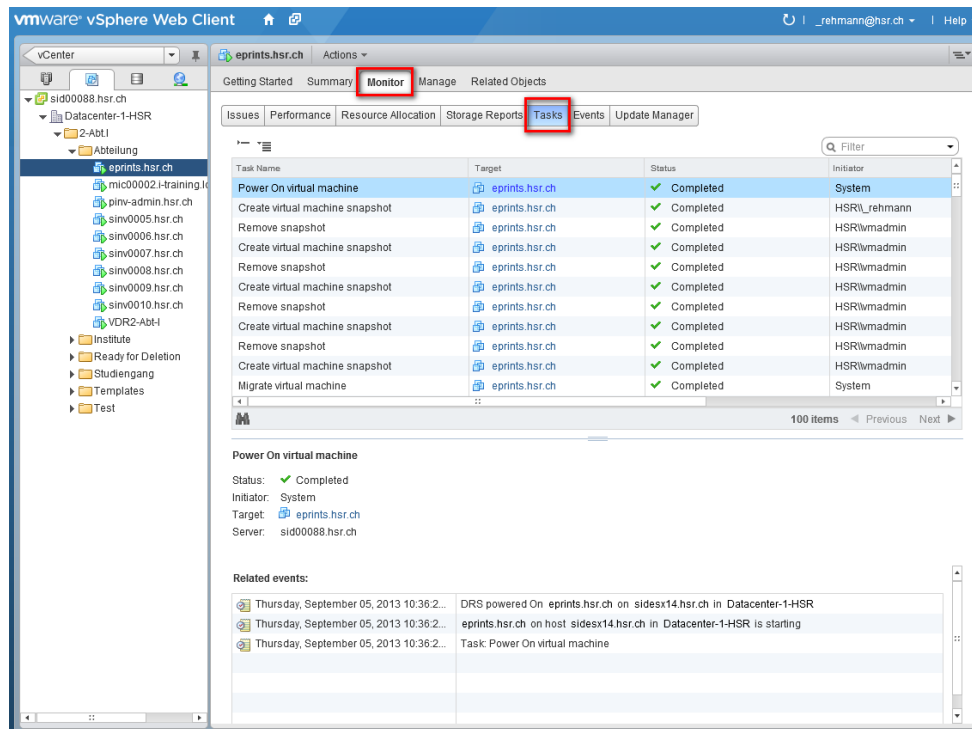 vmware® vSphere Web Client
_rehmann@hsr.ch
Help
vCenter
sid00088.hsr.ch
Datacenter-1-HSR
2-Abt.I
Abteilung
eprints.hsr.ch
mic00002.i-training.
pinv-admin.hsr.ch
sinv0005.hsr.ch
sinv0006.hsr.ch
sinv0007.hsr.ch
sinv0008.hsr.ch
sinv0009.hsr.ch
sinv0010.hsr.ch
VDR2-Abt-I
Institute
Ready for Deletion
Studiengang
Templates
Test
eprints.hsr.ch Actions
Getting Started Summary Monitor Manage Related Objects
Issues Performance Resource Allocation Storage Reports Tasks Events Update Manager
Filter
Task Name Target Status Initiator
Power On virtual machine eprints.hsr.ch Completed System
Create virtual machine snapshot eprints.hsr.ch Completed HSR\\_rehmann
Remove snapshot eprints.hsr.ch Completed HSR\\vmadmin
Create virtual machine snapshot eprints.hsr.ch Completed HSR\\vmadmin
Remove snapshot eprints.hsr.ch Completed HSR\\vmadmin
Create virtual machine snapshot eprints.hsr.ch Completed HSR\\vmadmin
Remove snapshot eprints.hsr.ch Completed HSR\\vmadmin
Create virtual machine snapshot eprints.hsr.ch Completed HSR\\vmadmin
Remove snapshot eprints.hsr.ch Completed HSR\\vmadmin
Create virtual machine snapshot eprints.hsr.ch Completed HSR\\vmadmin
Migrate virtual machine eprints.hsr.ch Completed System
100 items Previous Next
Power On virtual machine
Status: Completed
Initiator: System
Target: eprints.hsr.ch
Server: sid00088.hsr.ch
Related events:
Thursday, September 05, 2013 10:36:2... DRS powered On eprints.hsr.ch on sidesx14.hsr.ch in Datacenter-1-HSR
Thursday, September 05, 2013 10:36:2... eprints.hsr.ch on host sidesx14.hsr.ch in Datacenter-1-HSR is starting
Thursday, September 05, 2013 10:36:2... Task: Power On virtual machine